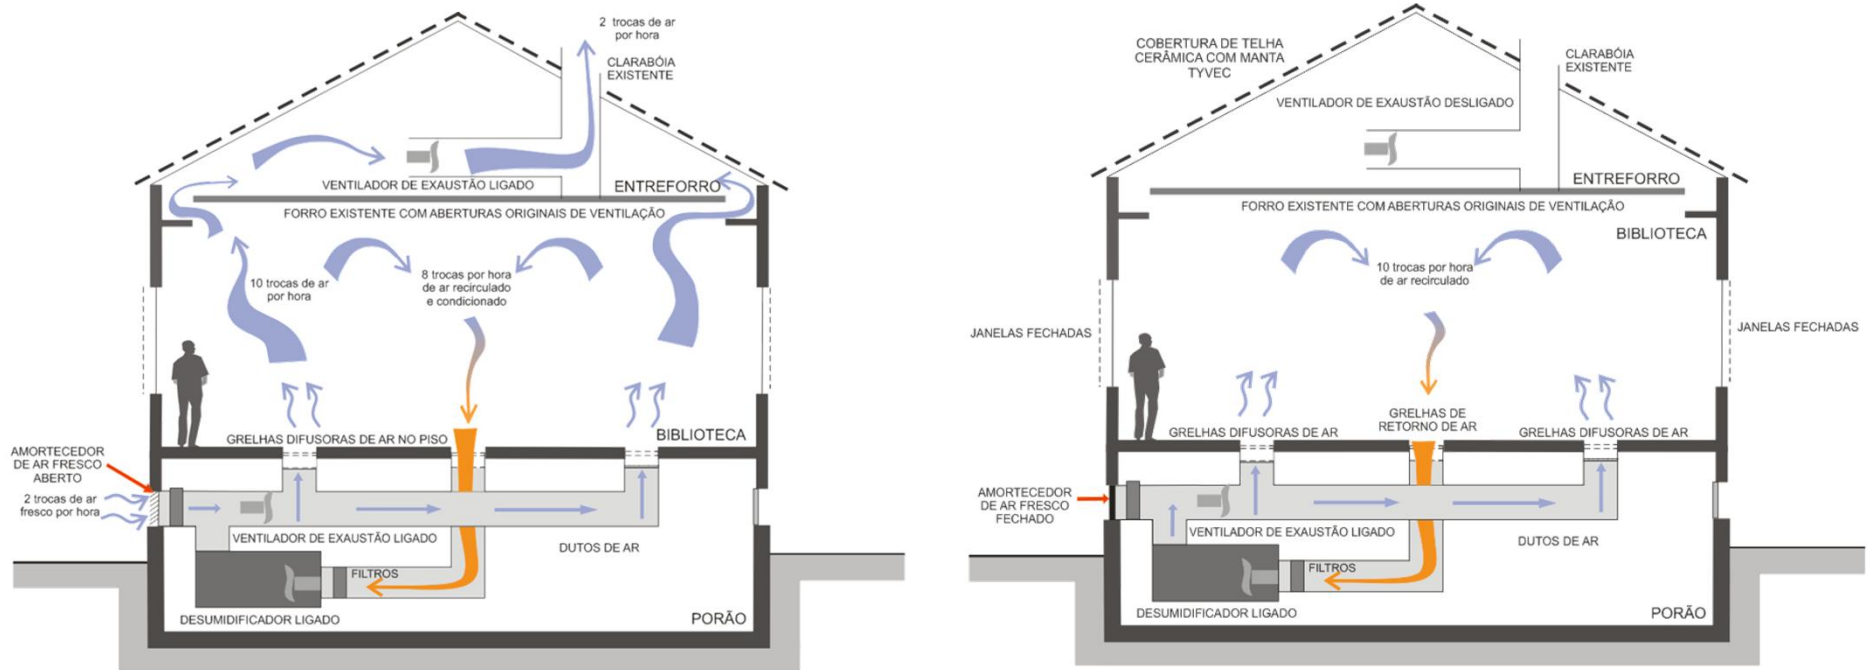 2 trocas de ar
por hora
CLARABÓIA
EXISTENTE
VENTILADOR DE EXAUSTÃO LIGADO
ENTREFORRO
FORRO EXISTENTE COM ABERTURAS ORIGINAIS DE VENTILAÇÃO
10 trocas de ar
por hora
8 trocas por hora
de ar recirculado
e condicionado
GRELHAS DIFUSORAS DE AR NO PISO
BIBLIOTECA
AMORTECEDOR
DE AR FRESCO
ABERTO
2 trocas de ar
fresco por hora
VENTILADOR DE EXAUSTÃO LIGADO
DUTOS DE AR
FILTROS
DESUMIDIFICADOR LIGADO
PORÃO
COBERTURA DE TELHA
CERÂMICA COM MANTA
TYVEC
CLARABÓIA
EXISTENTE
VENTILADOR DE EXAUSTÃO DESLIGADO
ENTREFORRO
FORRO EXISTENTE COM ABERTURAS ORIGINAIS DE VENTILAÇÃO
BIBLIOTECA
10 trocas por hora
de ar recirculado
JANELAS FECHADAS
JANELAS FECHADAS
GRELHAS DIFUSORAS DE AR
GRELHAS DE
RETORNO DE AR
GRELHAS DIFUSORAS DE AR
AMORTECEDOR
DE AR FRESCO
FECHADO
VENTILADOR DE EXAUSTÃO LIGADO
DUTOS DE AR
FILTROS
DESUMIDIFICADOR LIGADO
PORÃO